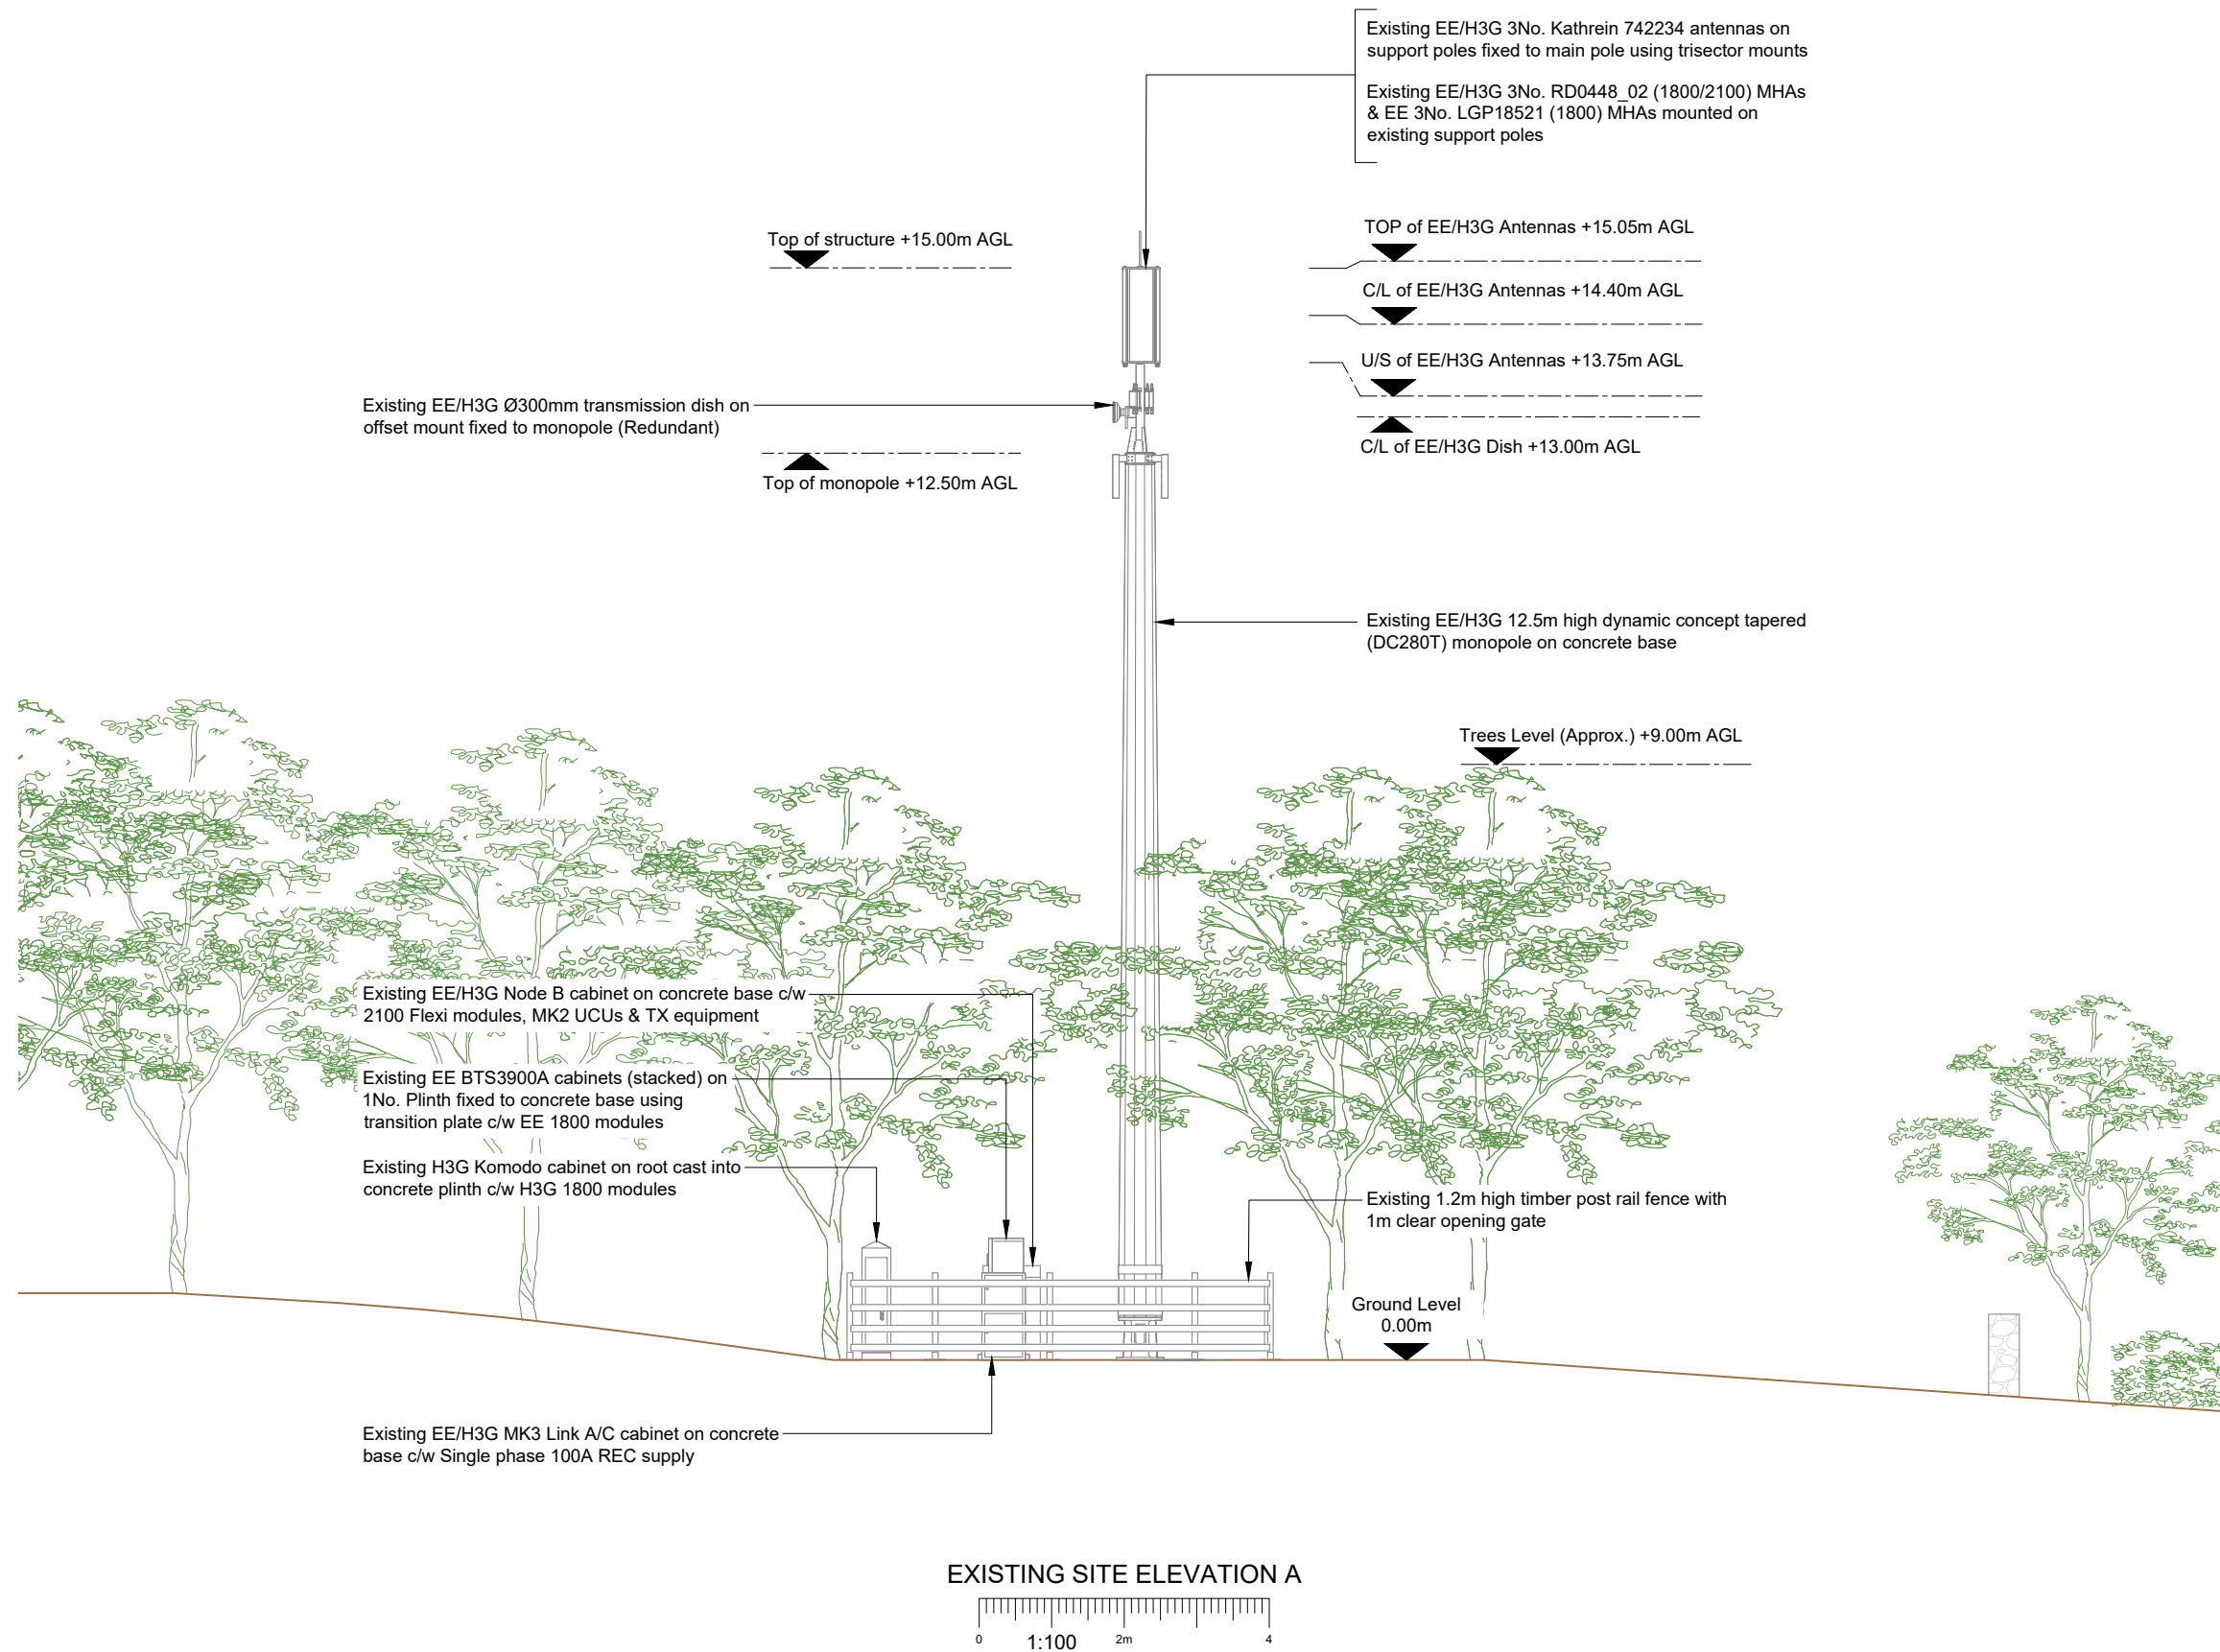 Existing EE/H3G 3No. Kathrein 742234 antennas on
support poles fixed to main pole using trisector mounts
Existing EE/H3G 3No. RD0448_02 (1800/2100) MHAs
& EE 3No. LGP18521 (1800) MHAs mounted on
existing support poles
Top of structure +15.00m AGL
TOP of EE/H3G Antennas +15.05m AGL
C/L of EE/H3G Antennas +14.40m AGL
U/S of EE/H3G Antennas +13.75m AGL
Existing EE/H3G Ø300mm transmission dish on
offset mount fixed to monopole (Redundant)
C/L of EE/H3G Dish +13.00m AGL
Top of monopole +12.50m AGL
Existing EE/H3G 12.5m high dynamic concept tapered
(DC280T) monopole on concrete base
Trees Level (Approx.) +9.00m AGL
Existing EE/H3G Node B cabinet on concrete base c/w
2100 Flexi modules, MK2 UCUs & TX equipment
Existing EE BTS3900A cabinets (stacked) on
1No. Plinth fixed to concrete base using
transition plate c/w EE 1800 modules
Existing H3G Komodo cabinet on root cast into
concrete plinth c/w H3G 1800 modules
Existing 1.2m high timber post rail fence with
1m clear opening gate
Ground Level
0.00m
Existing EE/H3G MK3 Link A/C cabinet on concrete
base c/w Single phase 100A REC supply
EXISTING SITE ELEVATION A
0 1:100 2m 4